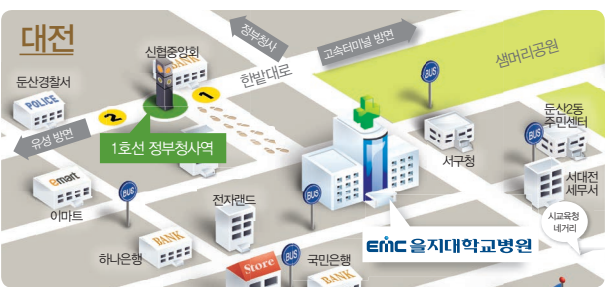 대전
신협중앙회
BANK
정부청사
고속터미널 방면
한밭대로
샘머리공원
BUS
둔산경찰서
POLICE
2
1
둔산2동
주민센터
BUS
유성 방면
1호선 정부청사역
서구청
서대전
세무서
emart
이마트
BUS
전자랜드
시교육청
네거리
EMC 을지대학교병원
하나은행
BANK
Store
BUS
국민은행
BANK